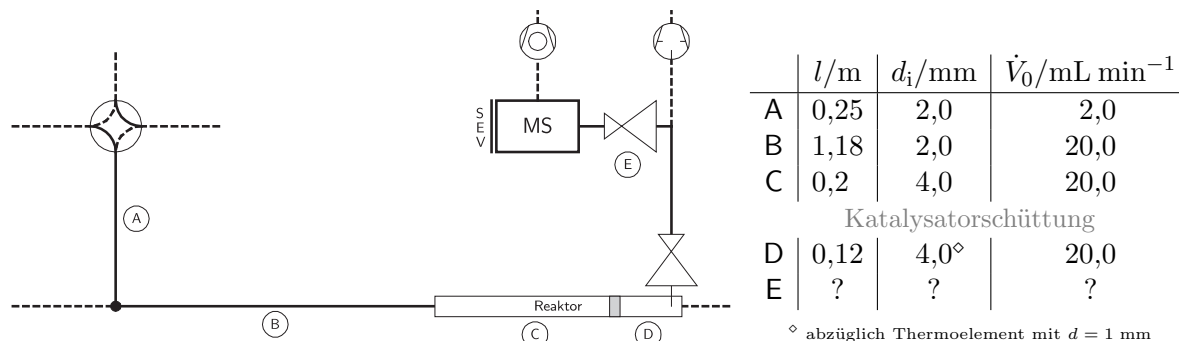 S
E
V
MS
E
A
Reaktor
B
C
D
l/m d_i/mm V̇_0/mL min⁻¹
A 0,25 2,0 2,0
B 1,18 2,0 20,0
C 0,2 4,0 20,0
Katalysatorschüttung
D 0,12 4,0⋄ 20,0
E ? ? ?
⋄ abzüglich Thermoelement mit d = 1 mm